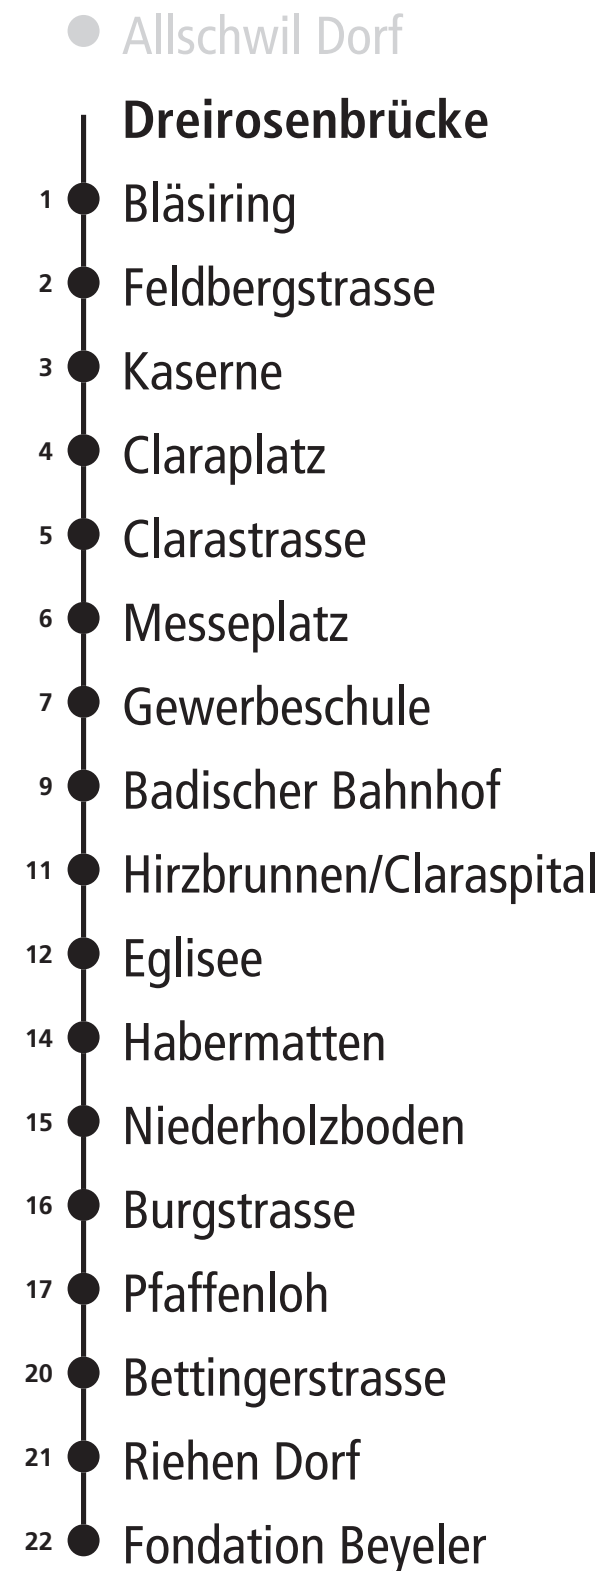 Allschwil Dorf
Dreirosenbrücke
1 Bläsiring
2 Feldbergstrasse
3 Kaserne
4 Claraplatz
5 Clarastrasse
6 Messeplatz
7 Gewerbeschule
9 Badischer Bahnhof
11 Hirzbrunnen/Claraspital
12 Eglisee
14 Habermatten
15 Niederholzboden
16 Burgstrasse
17 Pfaffenloh
20 Bettingerstrasse
21 Riehen Dorf
22 Fondation Beyeler